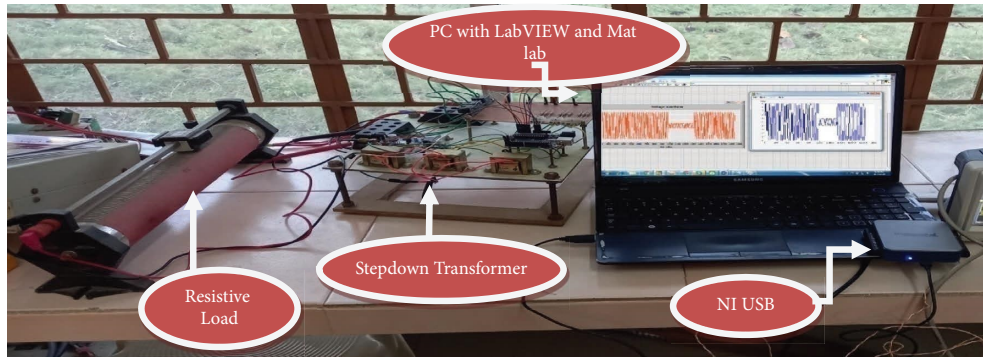 PC with LabVIEW and Mat
lab
SAMSUNG
Stepdown Transformer
Resistive
Load
NI USB